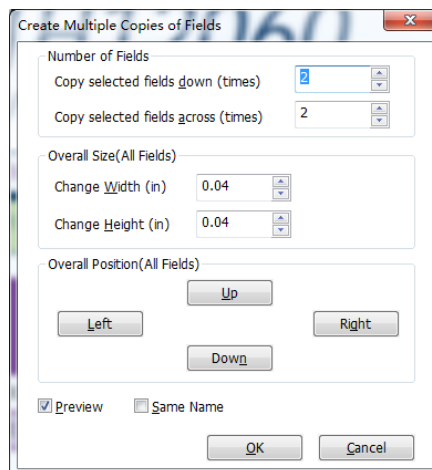 Create Multiple Copies of Fields
Number of Fields
Copy selected fields down (times)
2
Copy selected fields across (times)
2
Overall Size(All Fields)
Change Width (in)
0.04
Change Height (in)
0.04
Overall Position(All Fields)
Up
Left
Right
Down
Preview
Same Name
OK
Cancel